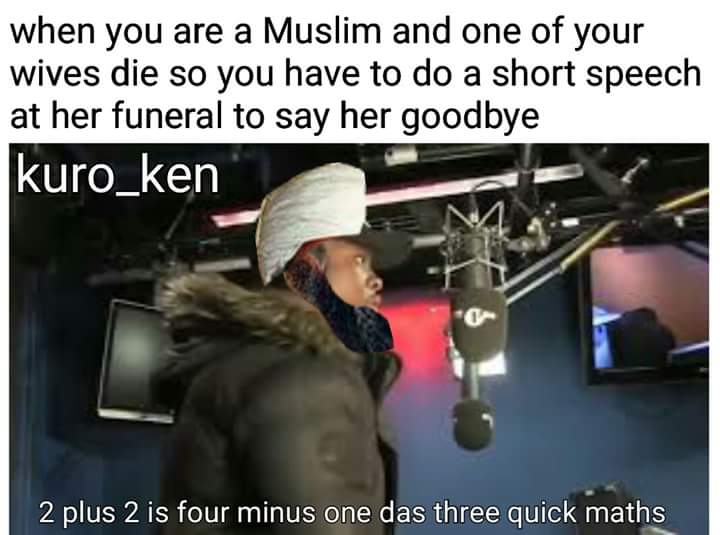 when you are a Muslim and one of your
wives die so you have to do a short speech
at her funeral to say her goodbye
kuro_ken
2 plus 2 is four minus one das three quick maths